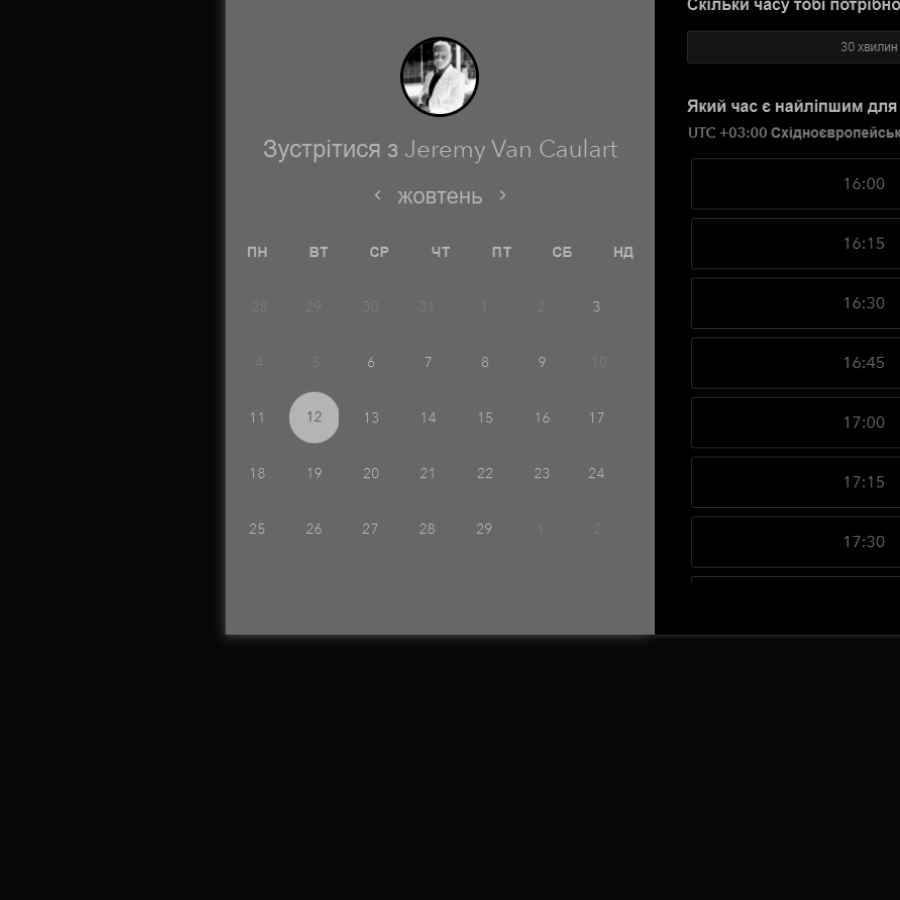 Зустрітися з Jeremy Van Caulart
жовтень
ПН ВТ СР ЧТ ПТ СБ НД
28 29 30 31 1 2 3
4 5 6 7 8 9 10
11 12 13 14 15 16 17
18 19 20 21 22 23 24
25 26 27 28 29 1 2
Скільки часу тобі потрібно
30 хвилин
Який час є найліпшим для
UTC +03:00 Східноєвропейськ
16:00
16:15
16:30
16:45
17:00
17:15
17:30